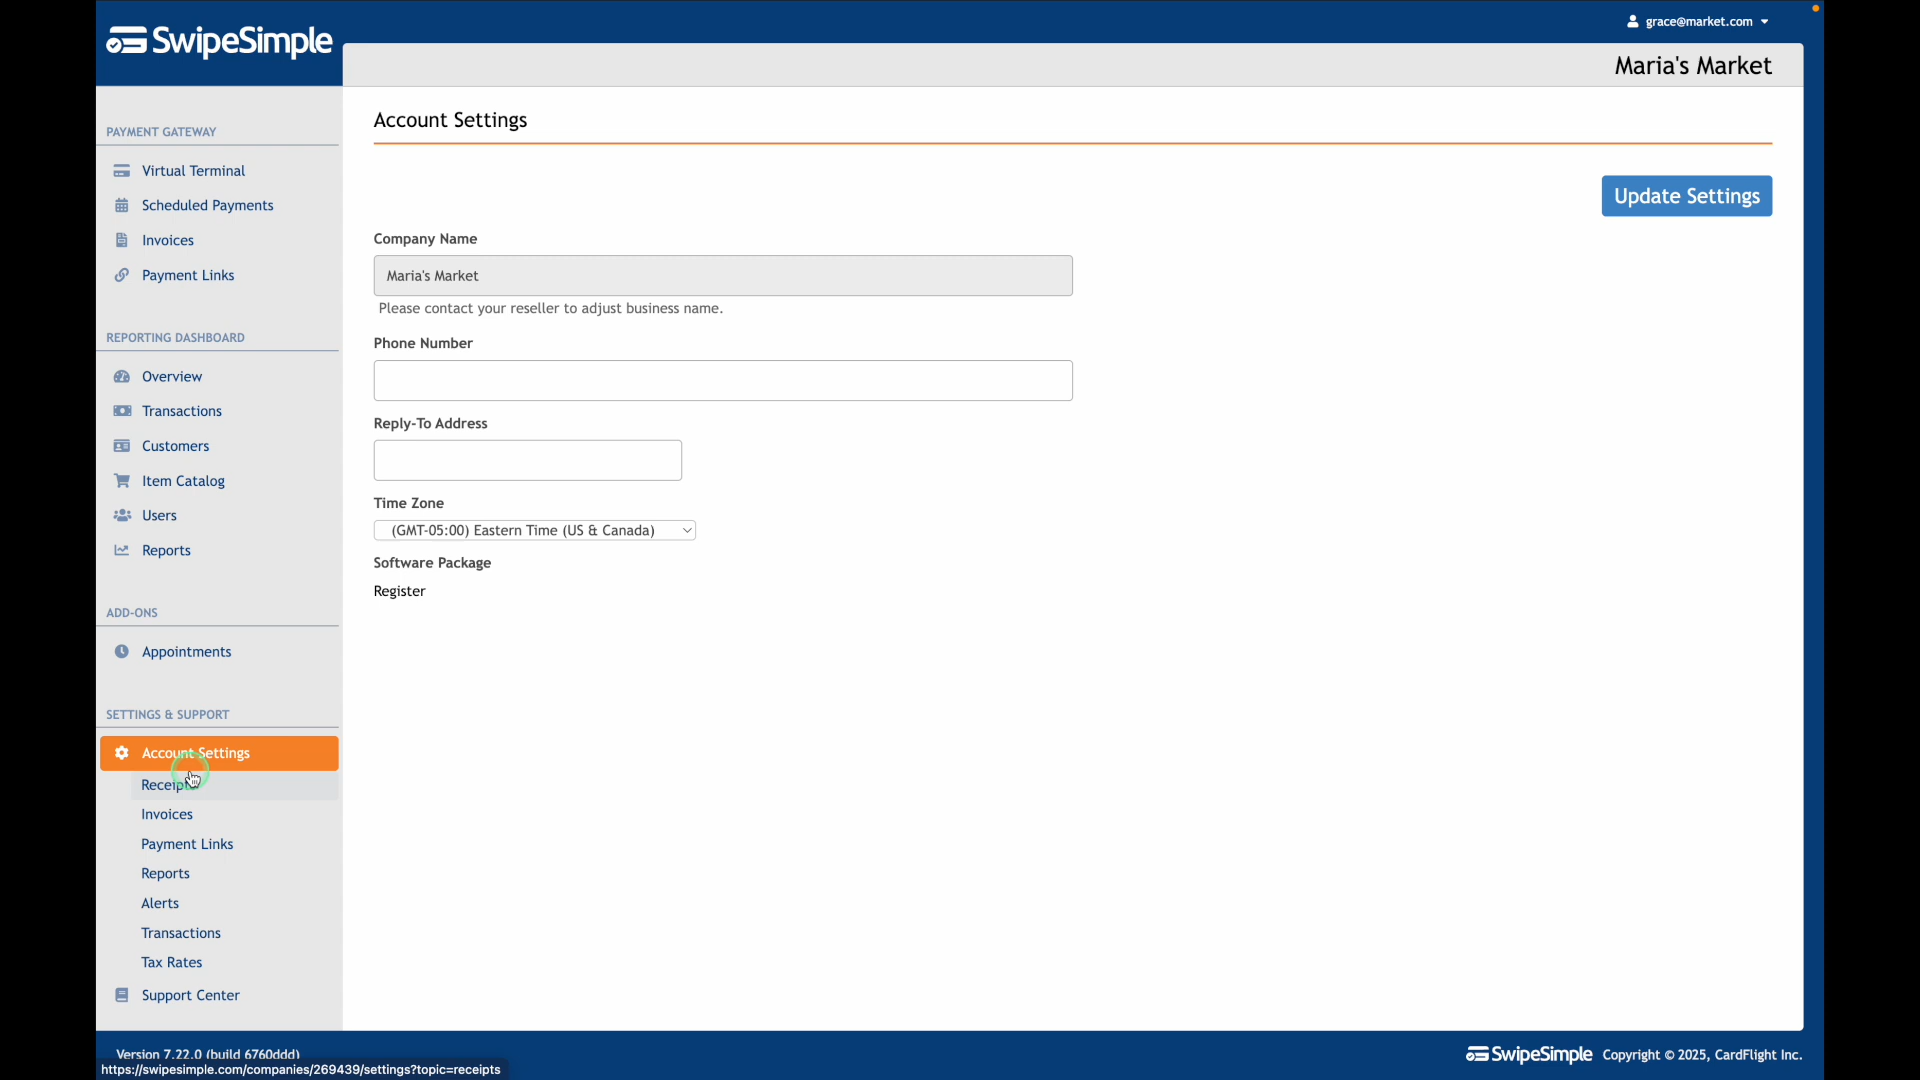 SwipeSimple
grace@market.com
Maria's Market
PAYMENT GATEWAY
Virtual Terminal
Scheduled Payments
Invoices
Payment Links
REPORTING DASHBOARD
Overview
Transactions
Customers
Item Catalog
Users
Reports
ADD-ONS
Appointments
SETTINGS & SUPPORT
Account Settings
Receipts
Invoices
Payment Links
Reports
Alerts
Transactions
Tax Rates
Support Center
Account Settings
Update Settings
Company Name
Maria's Market
Please contact your reseller to adjust business name.
Phone Number
Reply-To Address
Time Zone
(GMT-05:00) Eastern Time (US & Canada)
Software Package
Register
Version 7.22.0 (build 6760ddd)
https://swipesimple.com/companies/269439/settings?topic=receipts
SwipeSimple Copyright © 2025, CardFlight Inc.